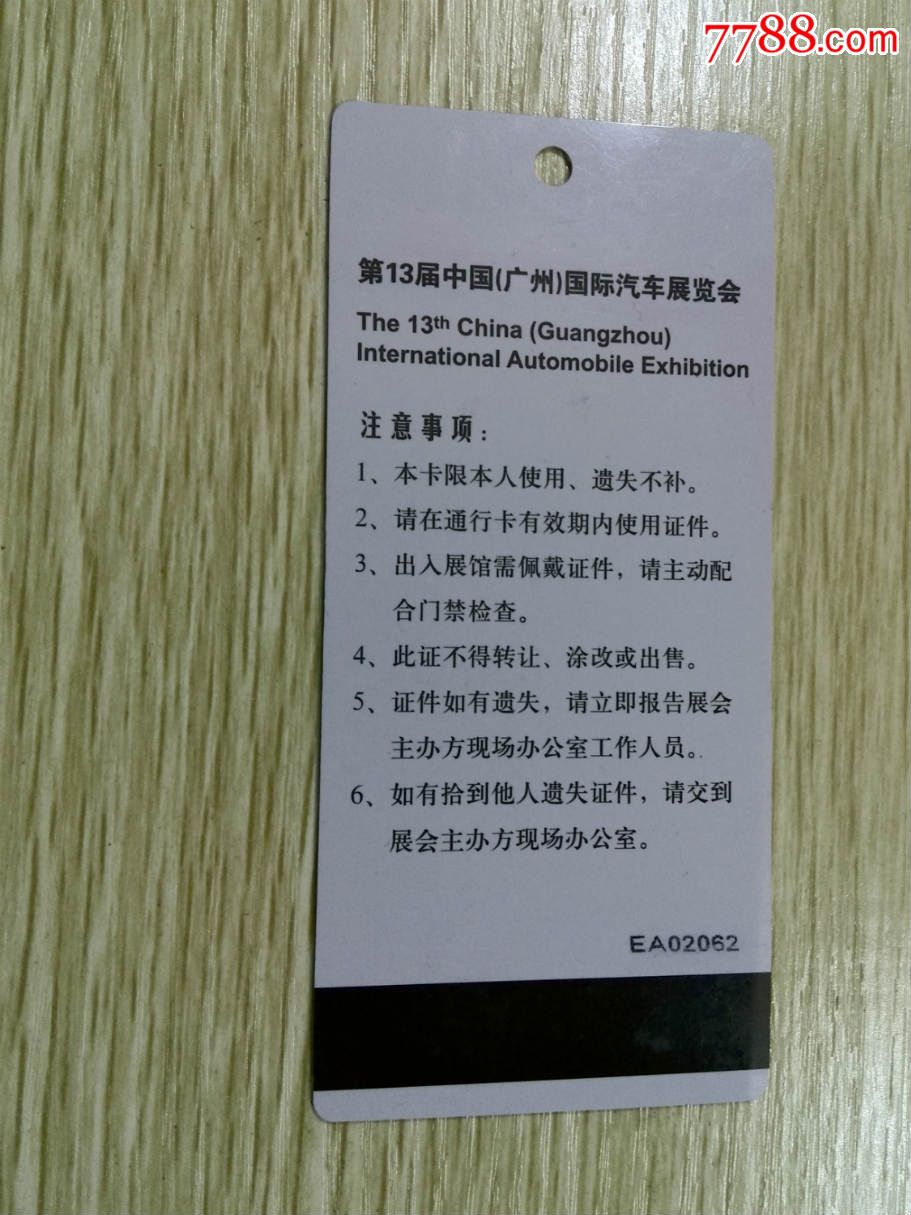 7788.com
第13届中国(广州)国际汽车展览会
The 13th China (Guangzhou)
International Automobile Exhibition
注意事项：
1、本卡限本人使用、遗失不补。
2、请在通行卡有效期内使用证件。
3、出入展馆需佩戴证件，请主动配
合门禁检查。
4、此证不得转让、涂改或出售。
5、证件如有遗失，请立即报告展会
主办方现场办公室工作人员。
6、如有拾到他人遗失证件，请交到
展会主办方现场办公室。
EA02062